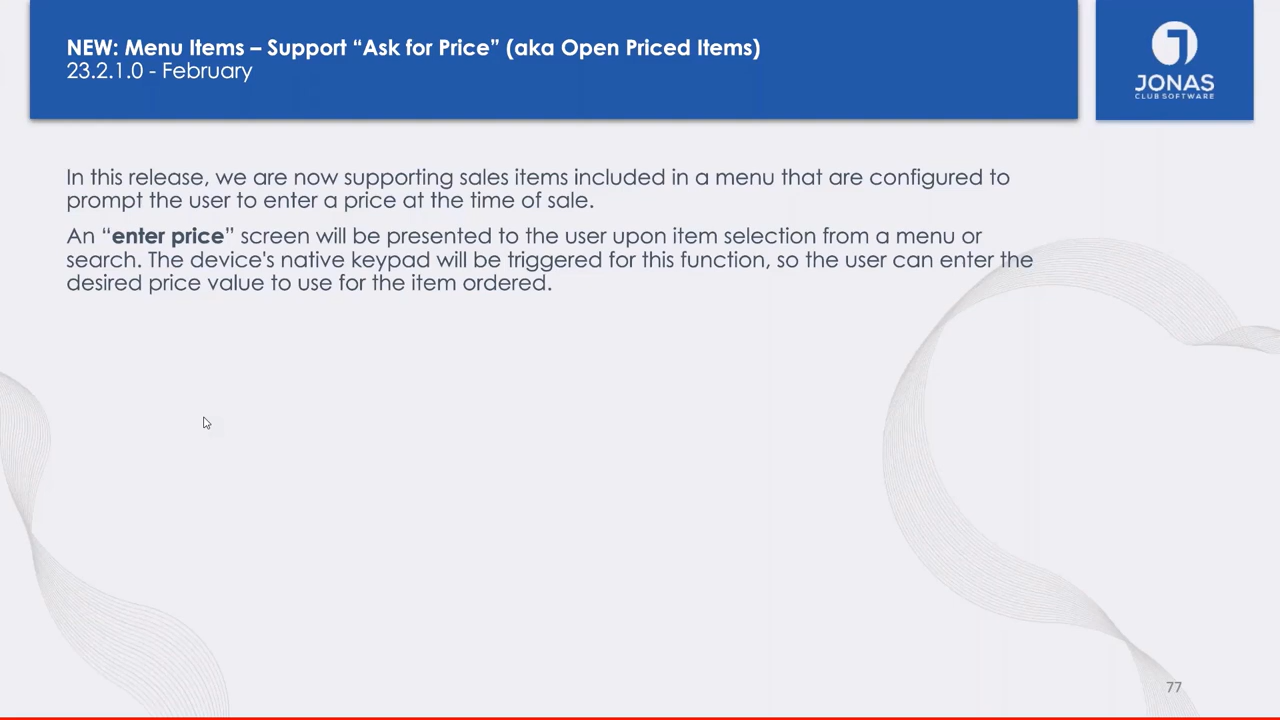 NEW: Menu Items – Support “Ask for Price” (aka Open Priced Items)
23.2.1.0 - February
JONAS
CLUB SOFTWARE
In this release, we are now supporting sales items included in a menu that are configured to
prompt the user to enter a price at the time of sale.
An “enter price” screen will be presented to the user upon item selection from a menu or
search. The device's native keypad will be triggered for this function, so the user can enter the
desired price value to use for the item ordered.
77